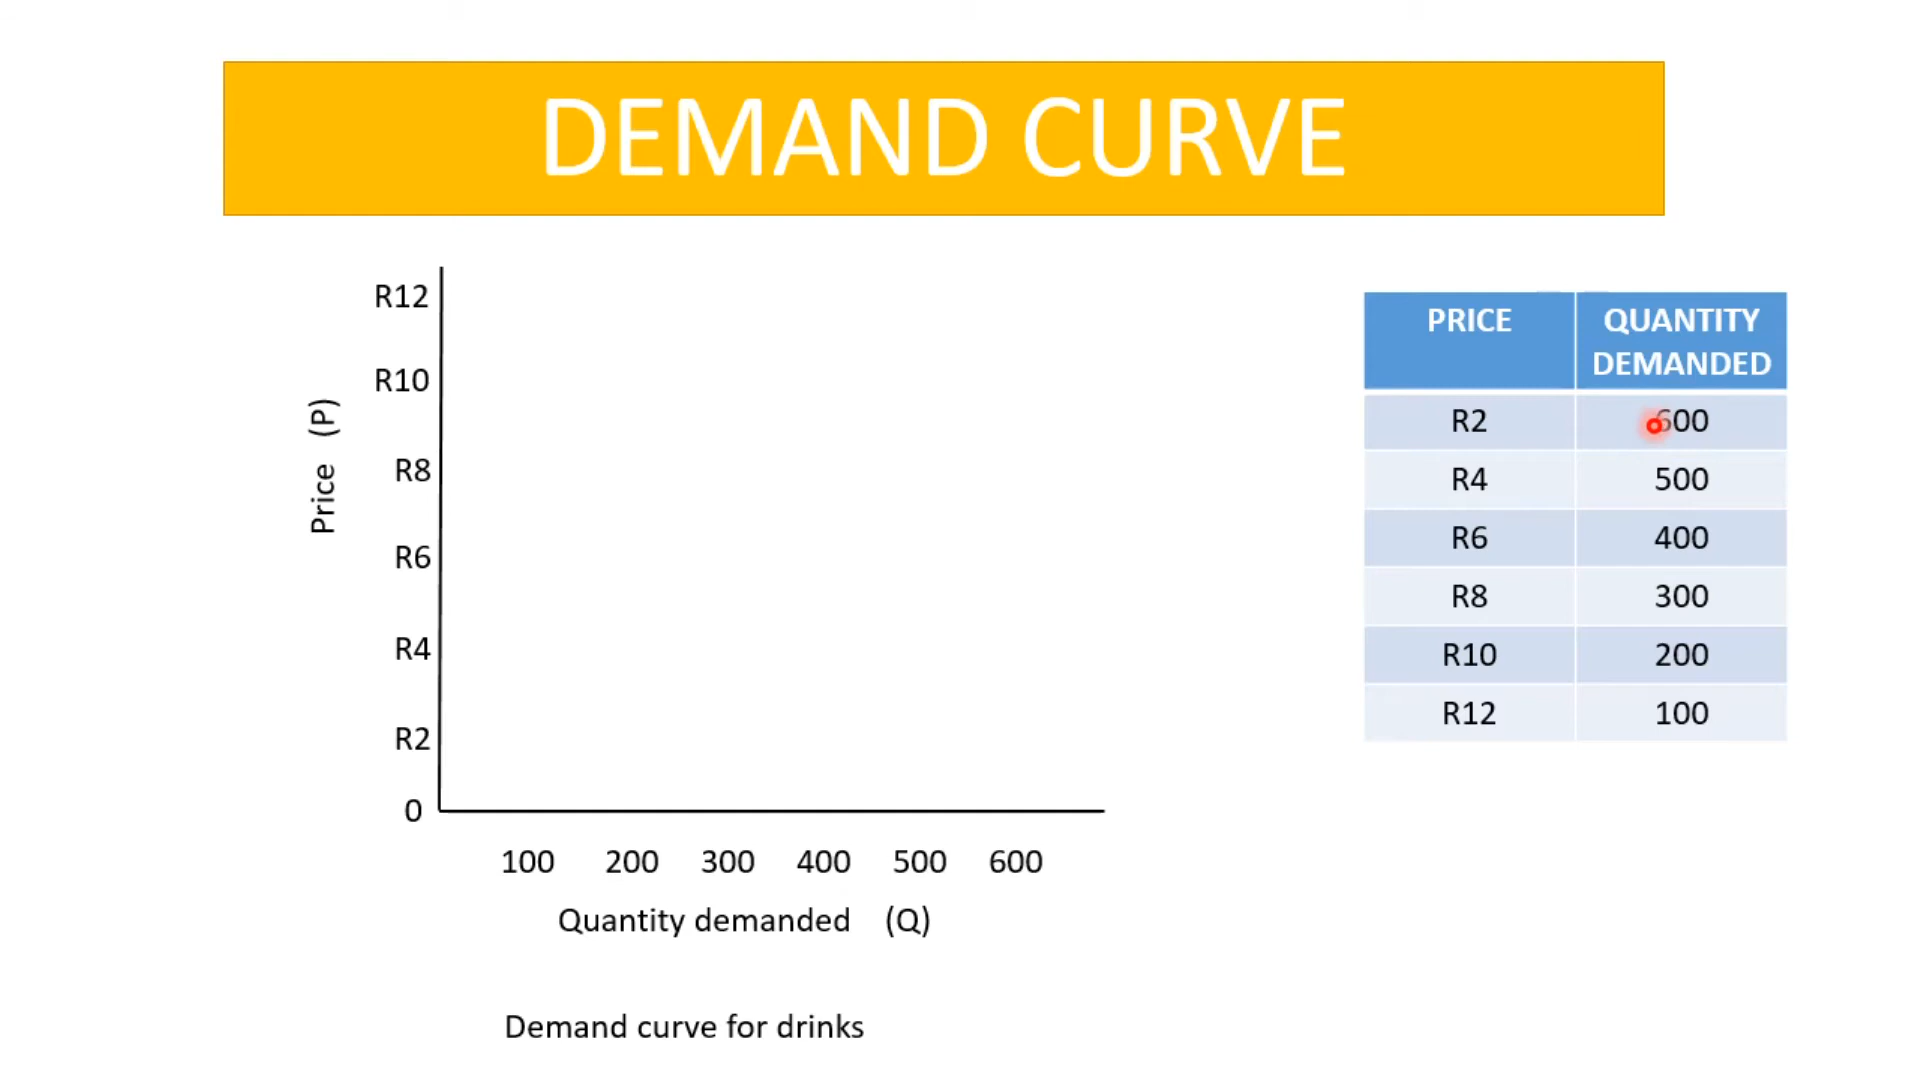 DEMAND CURVE
R12
R10
R8
R6
R4
R2
0
Price (P)
100 200 300 400 500 600
Quantity demanded (Q)
Demand curve for drinks
PRICE QUANTITY
DEMANDED
R2 600
R4 500
R6 400
R8 300
R10 200
R12 100